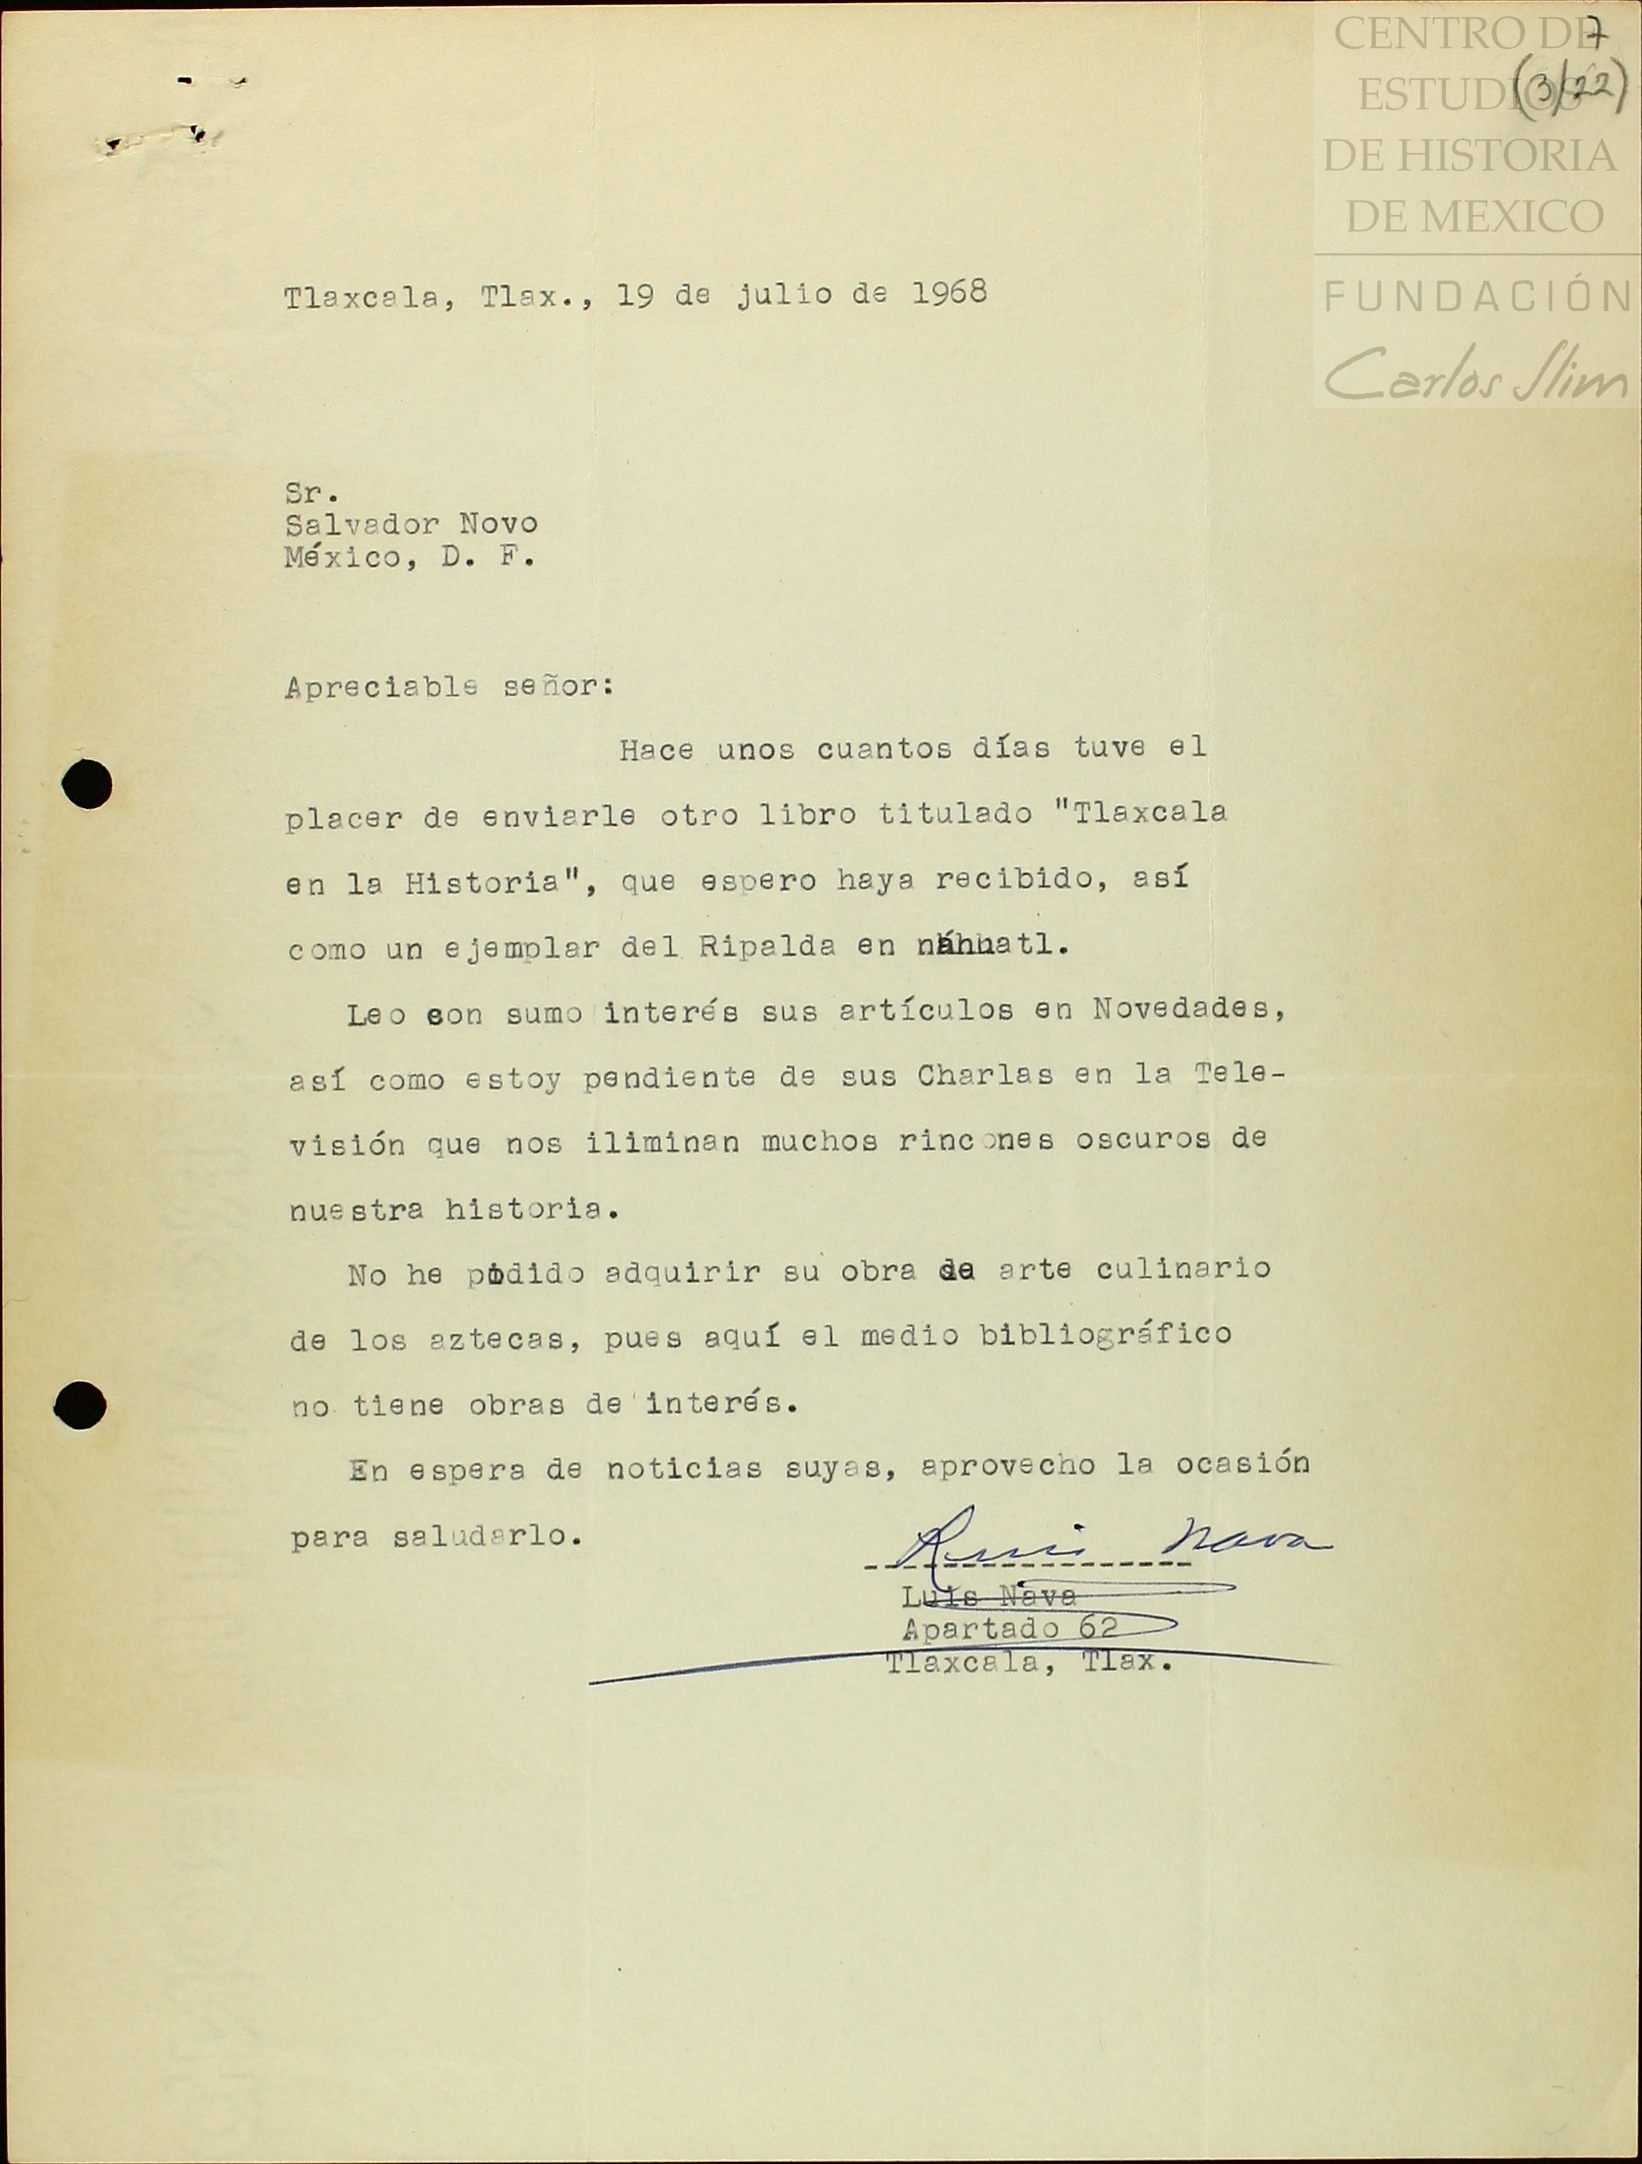 CENTRO DE
7
ESTUDIOS
(3/22)
DE HISTORIA
DE MEXICO
FUNDACIÓN
Carlos Slim
Tlaxcala, Tlax., 19 de julio de 1968
Sr.
Salvador Novo
México, D. F.
Apreciable señor:
Hace unos cuantos días tuve el
placer de enviarle otro libro titulado "Tlaxcala
en la Historia", que espero haya recibido, así
como un ejemplar del Ripalda en náhuatl.
Leo con sumo interés sus artículos en Novedades,
así como estoy pendiente de sus Charlas en la Tele-
visión que nos iliminan muchos rincones oscuros de
nuestra historia.
No he podido adquirir su obra de arte culinario
de los aztecas, pues aquí el medio bibliográfico
no tiene obras de interés.
En espera de noticias suyas, aprovecho la ocasión
para saludarlo.
Luis Nava
-----------------
Luis Nava
Apartado 62
Tlaxcala, Tlax.